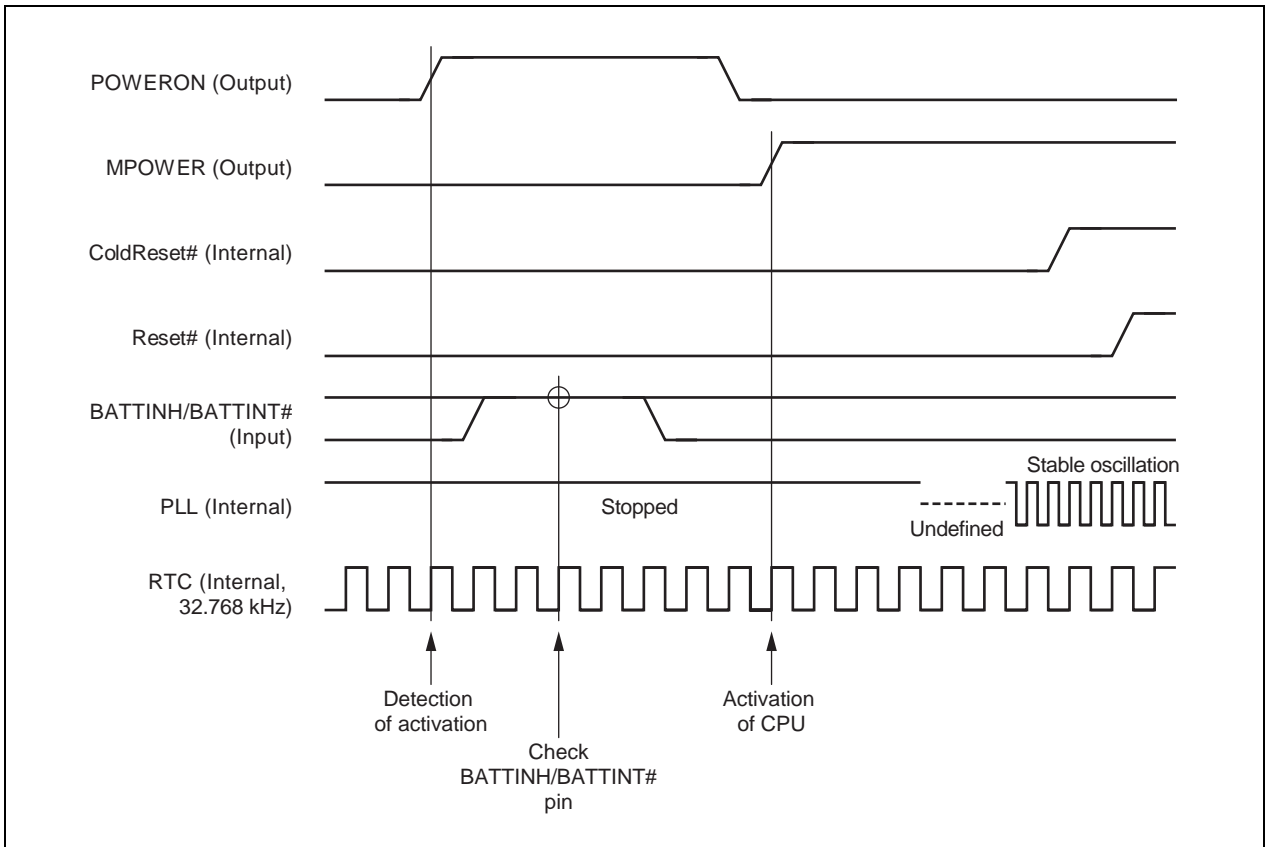 POWERON (Output)
MPOWER (Output)
ColdReset# (Internal)
Reset# (Internal)
BATTINH/BATTINT#
(Input)
Stable oscillation
PLL (Internal)
Stopped
Undefined
RTC (Internal,
32.768 kHz)
Detection
of activation
Activation
of CPU
Check
BATTINH/BATTINT#
pin